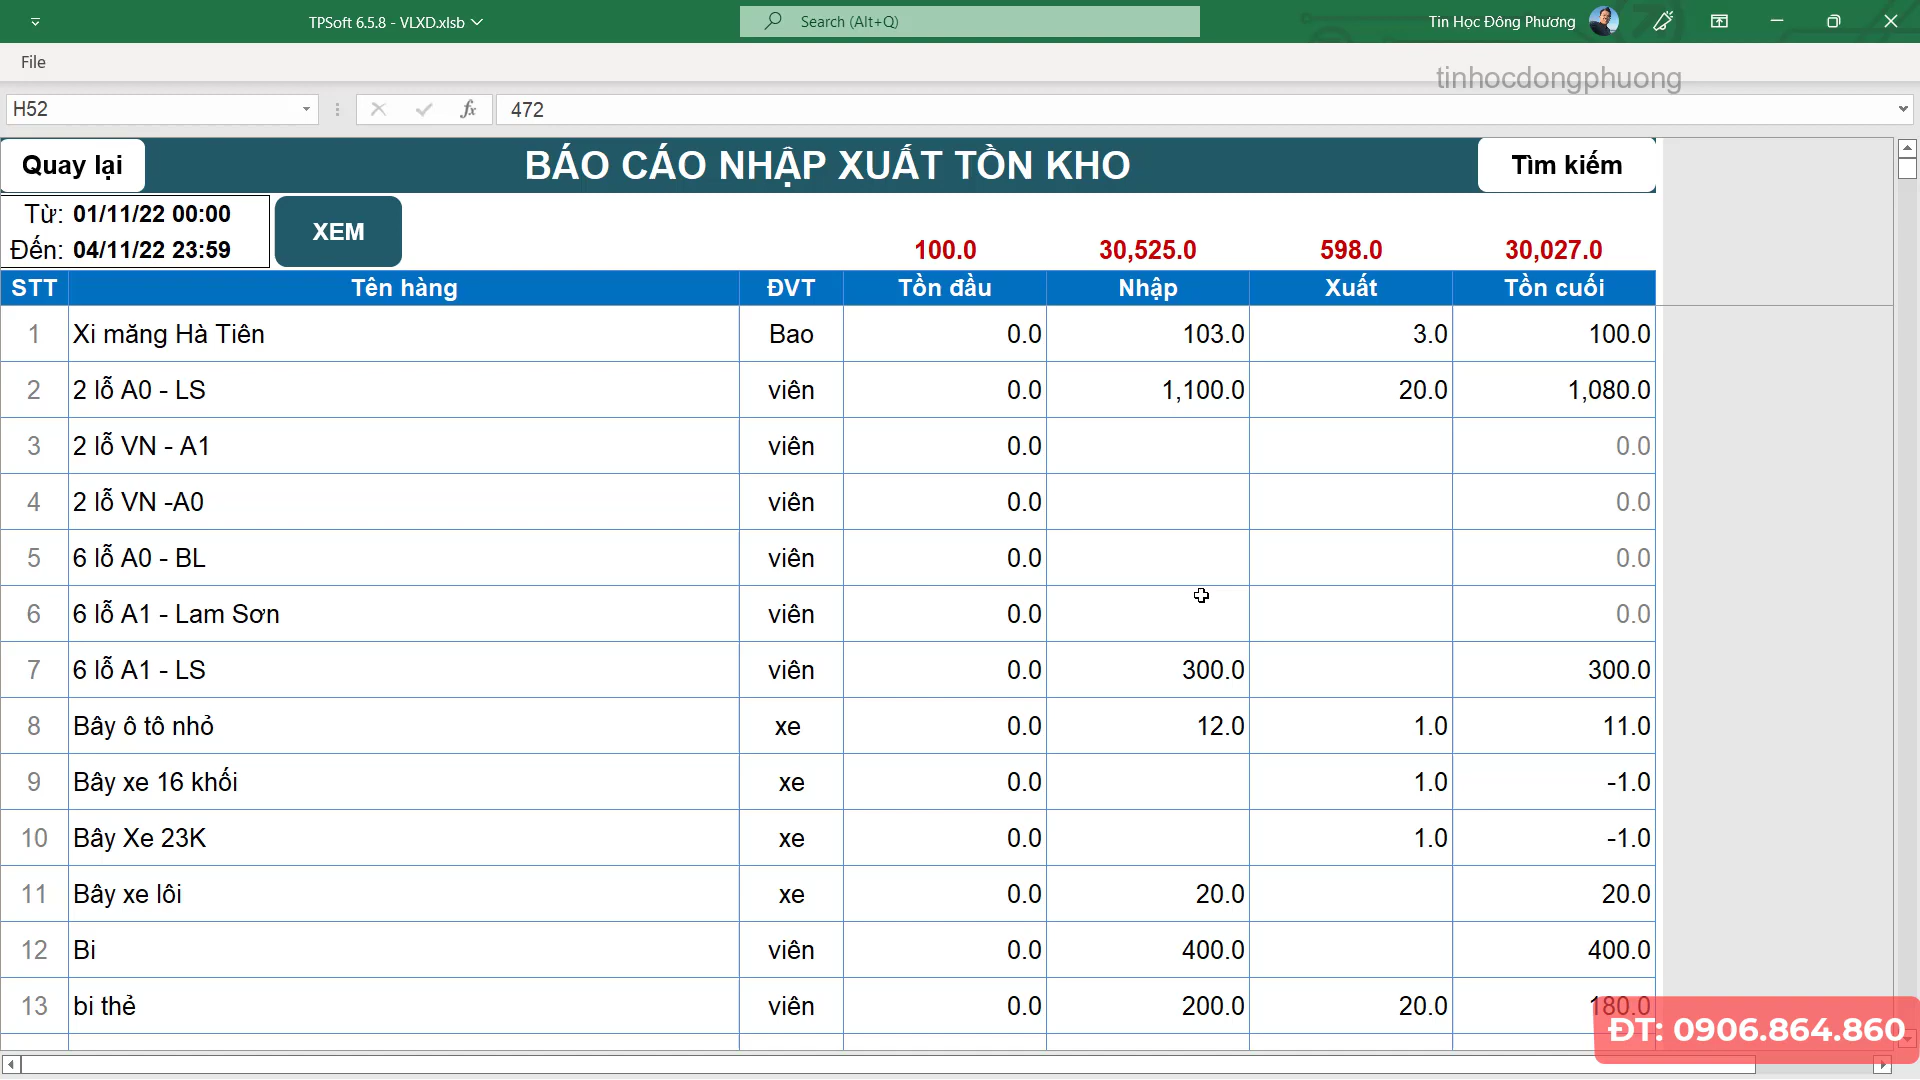 TPSoft 6.5.8 - VLXD.xlsb
Search (Alt+Q)
Tin Học Đông Phương
File
tinhocdongphuong
H52
fx
472
Quay lại
BÁO CÁO NHẬP XUẤT TỒN KHO
Tìm kiếm
Từ: 01/11/22 00:00
Đến: 04/11/22 23:59
XEM
100.0 30,525.0 598.0 30,027.0
STT Tên hàng ĐVT Tồn đầu Nhập Xuất Tồn cuối
1 Xi măng Hà Tiên Bao 0.0 103.0 3.0 100.0
2 2 lỗ A0 - LS viên 0.0 1,100.0 20.0 1,080.0
3 2 lỗ VN - A1 viên 0.0 0.0
4 2 lỗ VN -A0 viên 0.0 0.0
5 6 lỗ A0 - BL viên 0.0 0.0
6 6 lỗ A1 - Lam Sơn viên 0.0 0.0
7 6 lỗ A1 - LS viên 0.0 300.0 300.0
8 Bây ô tô nhỏ xe 0.0 12.0 1.0 11.0
9 Bây xe 16 khối xe 0.0 1.0 -1.0
10 Bây Xe 23K xe 0.0 1.0 -1.0
11 Bây xe lôi xe 0.0 20.0 20.0
12 Bi viên 0.0 400.0 400.0
13 bi thẻ viên 0.0 200.0 20.0 180.0
ĐT: 0906.864.860